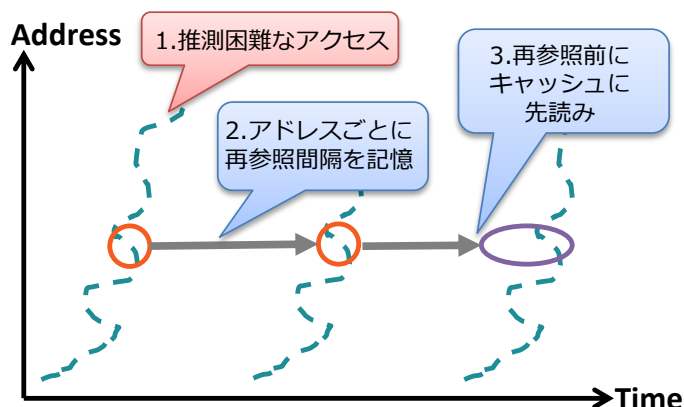 Address
1.推測困難なアクセス
3.再参照前に
キャッシュに
先読み
2.アドレスごとに
再参照間隔を記憶
Time